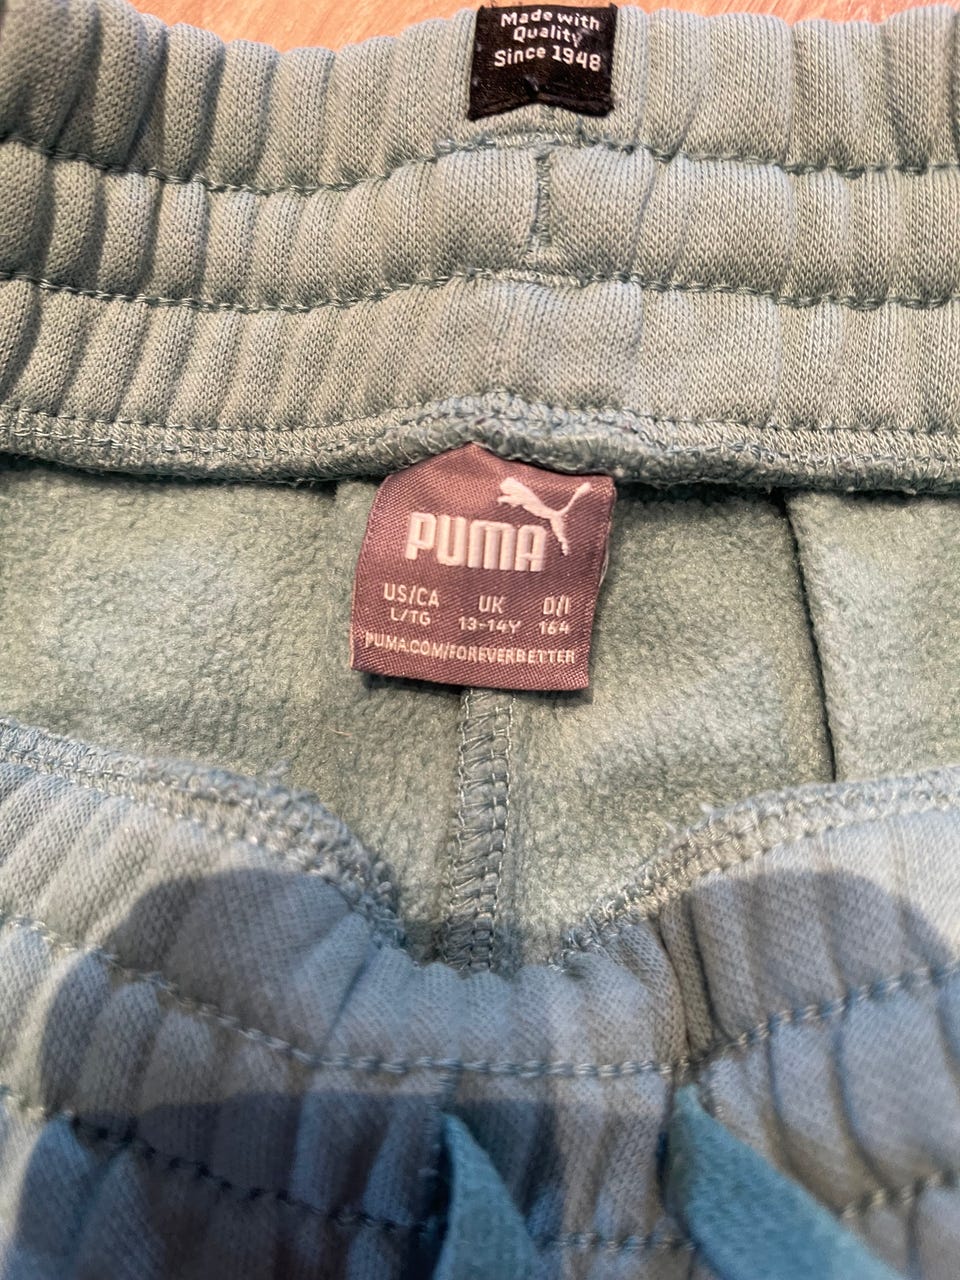 Made with
Quality
Since 1948
PUMA
US/CA UK D/I
L/TG 13-14Y 164
PUMA.COM/FOREVERBETTER